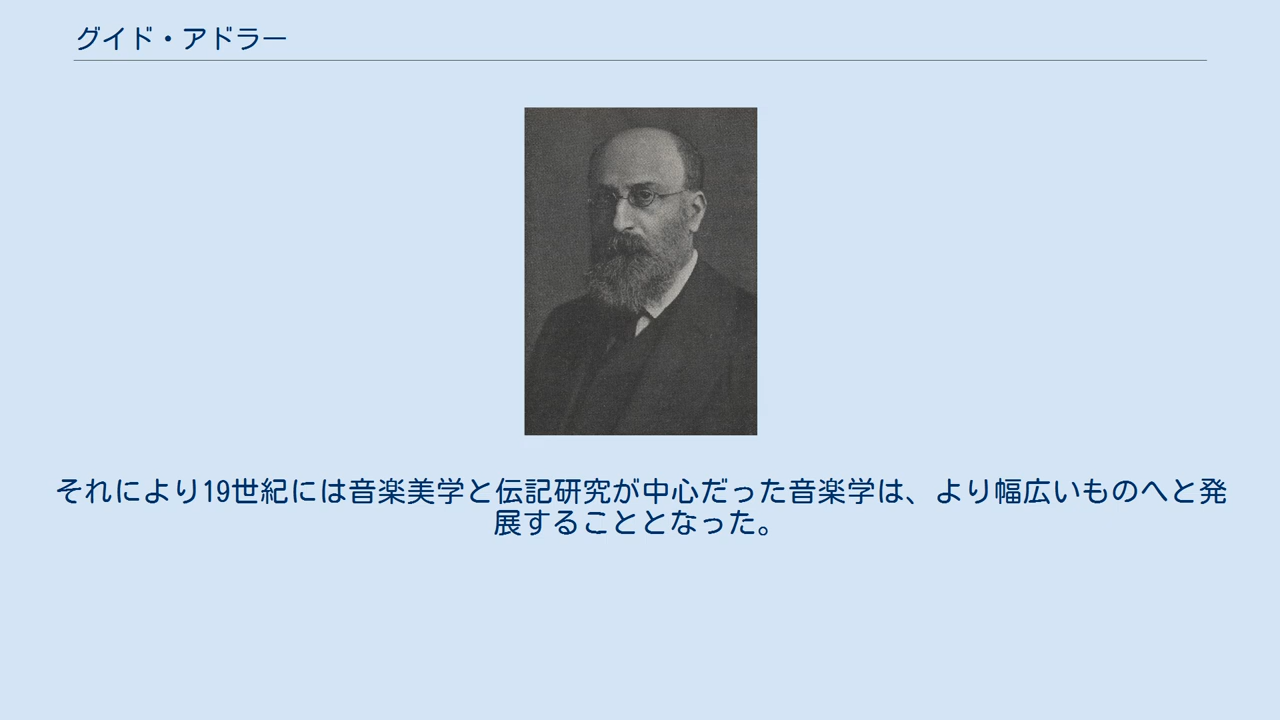 グイド・アドラー
それにより19世紀には音楽美学と伝記研究が中心だった音楽学は、より幅広いものへと発
展することとなった。